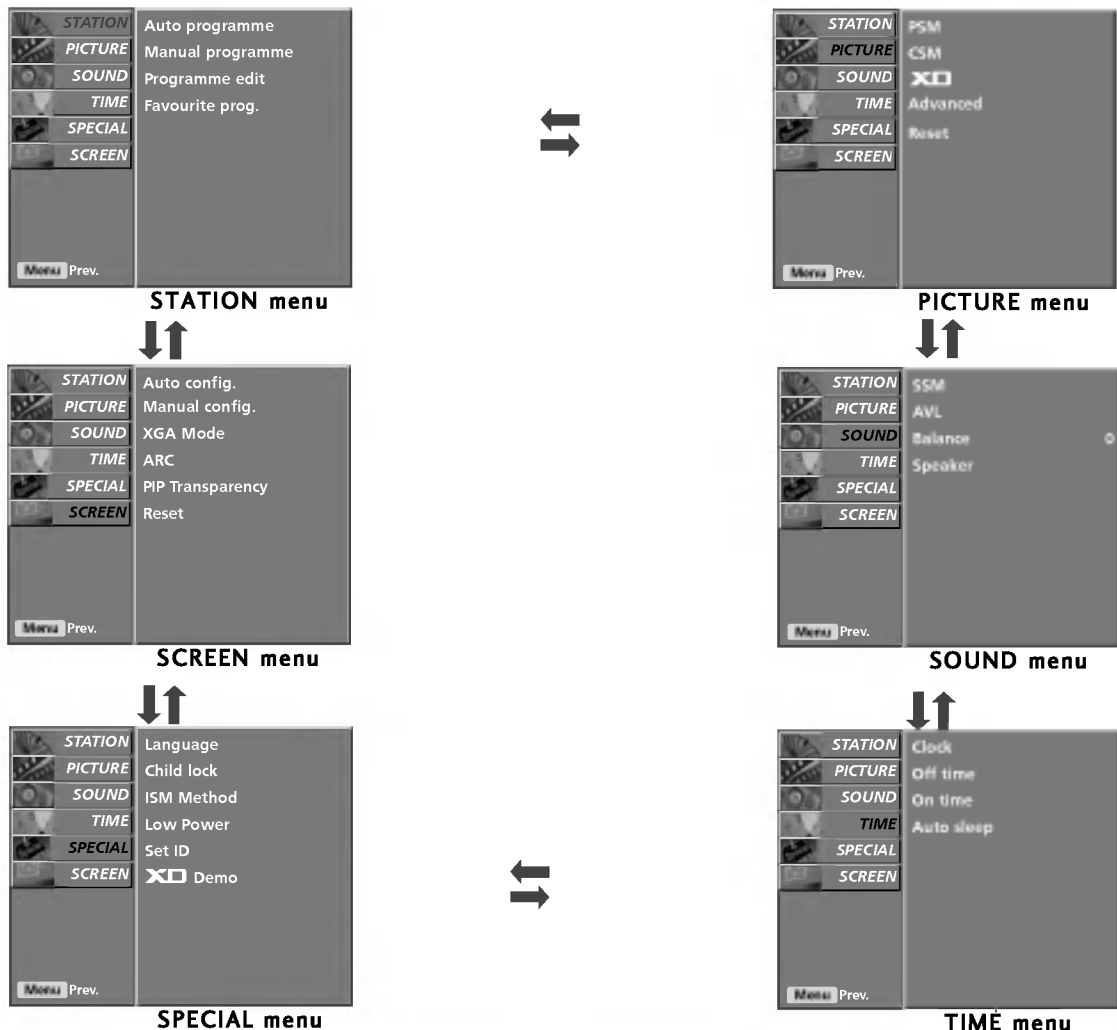 STATION Auto programme
PICTURE Manual programme
SOUND Programme edit
TIME Favourite prog.
SPECIAL
SCREEN
Menu Prev.
STATION menu
STATION PSM
PICTURE CSM
SOUND XD
TIME Advanced
SPECIAL Reset
SCREEN
Menu Prev.
PICTURE menu
STATION Auto config.
PICTURE Manual config.
SOUND XGA Mode
TIME ARC
SPECIAL PIP Transparency
SCREEN Reset
Menu Prev.
SCREEN menu
STATION SSM
PICTURE AVL
SOUND Balance 0
TIME Speaker
SPECIAL
SCREEN
Menu Prev.
SOUND menu
STATION Language
PICTURE Child lock
SOUND ISM Method
TIME Low Power
SPECIAL Set ID
SCREEN XD Demo
Menu Prev.
SPECIAL menu
STATION Clock
PICTURE Off time
SOUND On time
TIME Auto sleep
SPECIAL
SCREEN
Menu Prev.
TIME menu